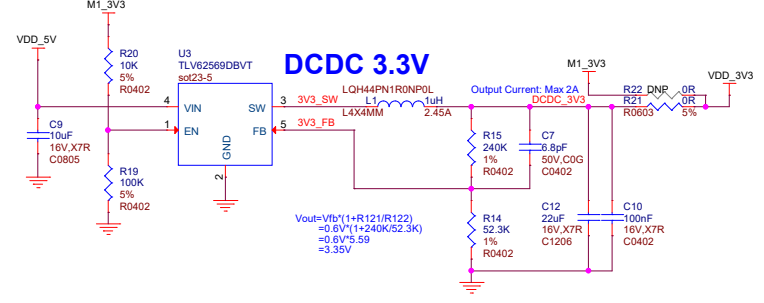 M1_3V3
VDD_5V
R20
10K
5%
R0402
U3
TLV62569DBVT
sot23-5
DCDC 3.3V
4
VIN
SW
3
3V3_SW
1
EN
FB
5
3V3_FB
GND
2
C9
10uF
16V,X7R
C0805
R19
100K
5%
R0402
LQH44PN1R0NP0L
L1
1uH
L4X4MM
2.45A
Output Current: Max 2A
DCDC_3V3
M1_3V3
R22
DNP
0R
R21
0R
R0603
5%
VDD_3V3
R15
240K
1%
R0402
C7
6.8pF
50V,C0G
C0402
Vout=Vfb*(1+R121/R122)
=0.6V*(1+240K/52.3K)
=0.6V*5.59
=3.35V
R14
52.3K
1%
R0402
C12
22uF
16V,X7R
C1206
C10
100nF
16V,X7R
C0402